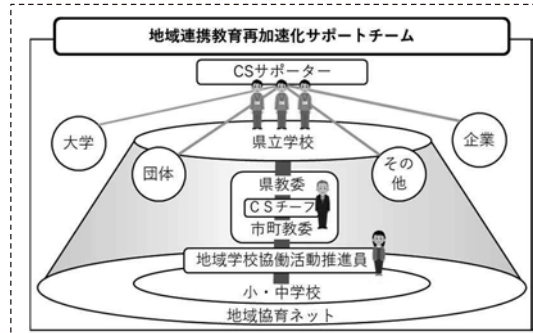 地域連携教育再加速化サポートチーム
CSサポーター
大学
企業
県立学校
団体
その
他
県教委
CSチーフ
市町教委
地域学校協働活動推進員
小・中学校
地域協育ネット